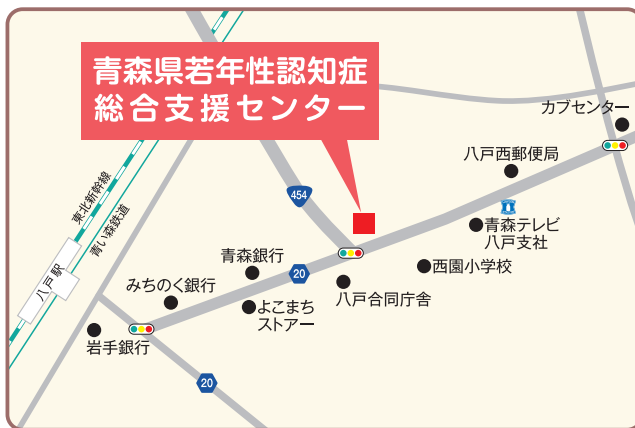 青森県若年性認知症
総合支援センター
カブセンター
八戸西郵便局
454
東北新幹線
青い森鉄道
青森テレビ
八戸支社
八戸駅
青森銀行
20
西園小学校
みちのく銀行
八戸合同庁舎
よこまち
ストアー
岩手銀行
20